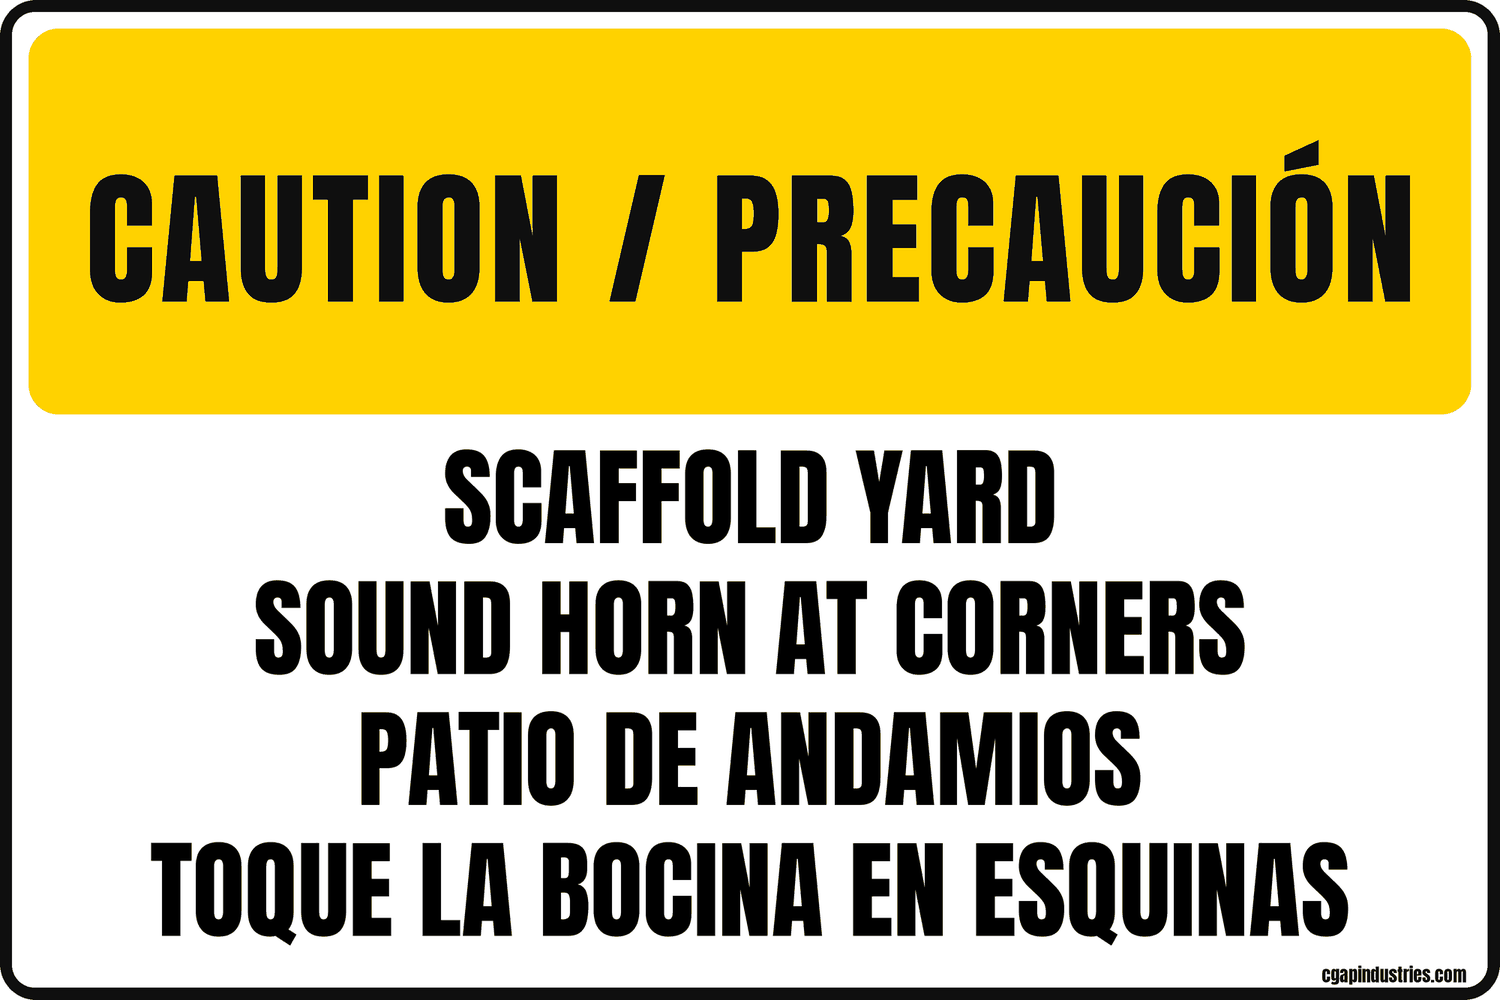 CAUTION / PRECAUCIÓN
SCAFFOLD YARD
SOUND HORN AT CORNERS
PATIO DE ANDAMIOS
TOQUE LA BOCINA EN ESQUINAS
cgapindustries.com